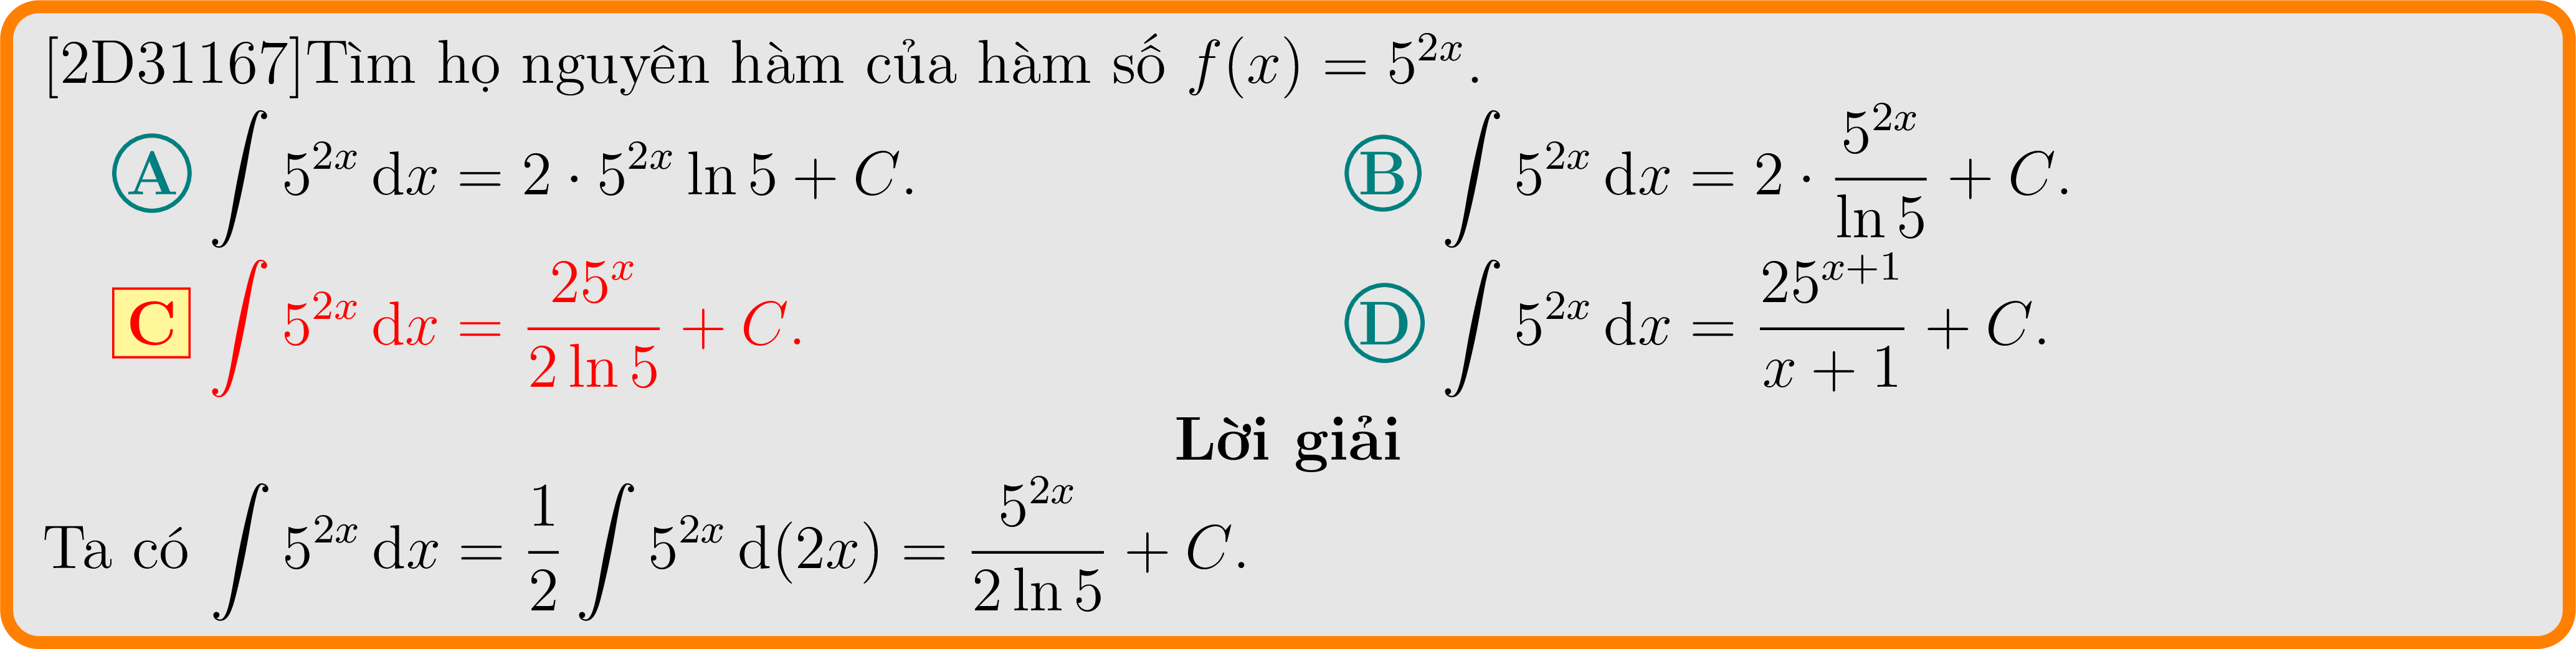 [2D31167]Tìm họ nguyên hàm của hàm số $f(x) = 5^{2x}$.
A $\int 5^{2x} \, \mathrm{d}x = 2 \cdot 5^{2x} \ln 5 + C$. B $\int 5^{2x} \, \mathrm{d}x = 2 \cdot \frac{5^{2x}}{\ln 5} + C$.
C $\int 5^{2x} \, \mathrm{d}x = \frac{25^x}{2 \ln 5} + C$. D $\int 5^{2x} \, \mathrm{d}x = \frac{25^{x+1}}{x+1} + C$.
Lời giải
Ta có $\int 5^{2x} \, \mathrm{d}x = \frac{1}{2} \int 5^{2x} \, \mathrm{d}(2x) = \frac{5^{2x}}{2 \ln 5} + C$.